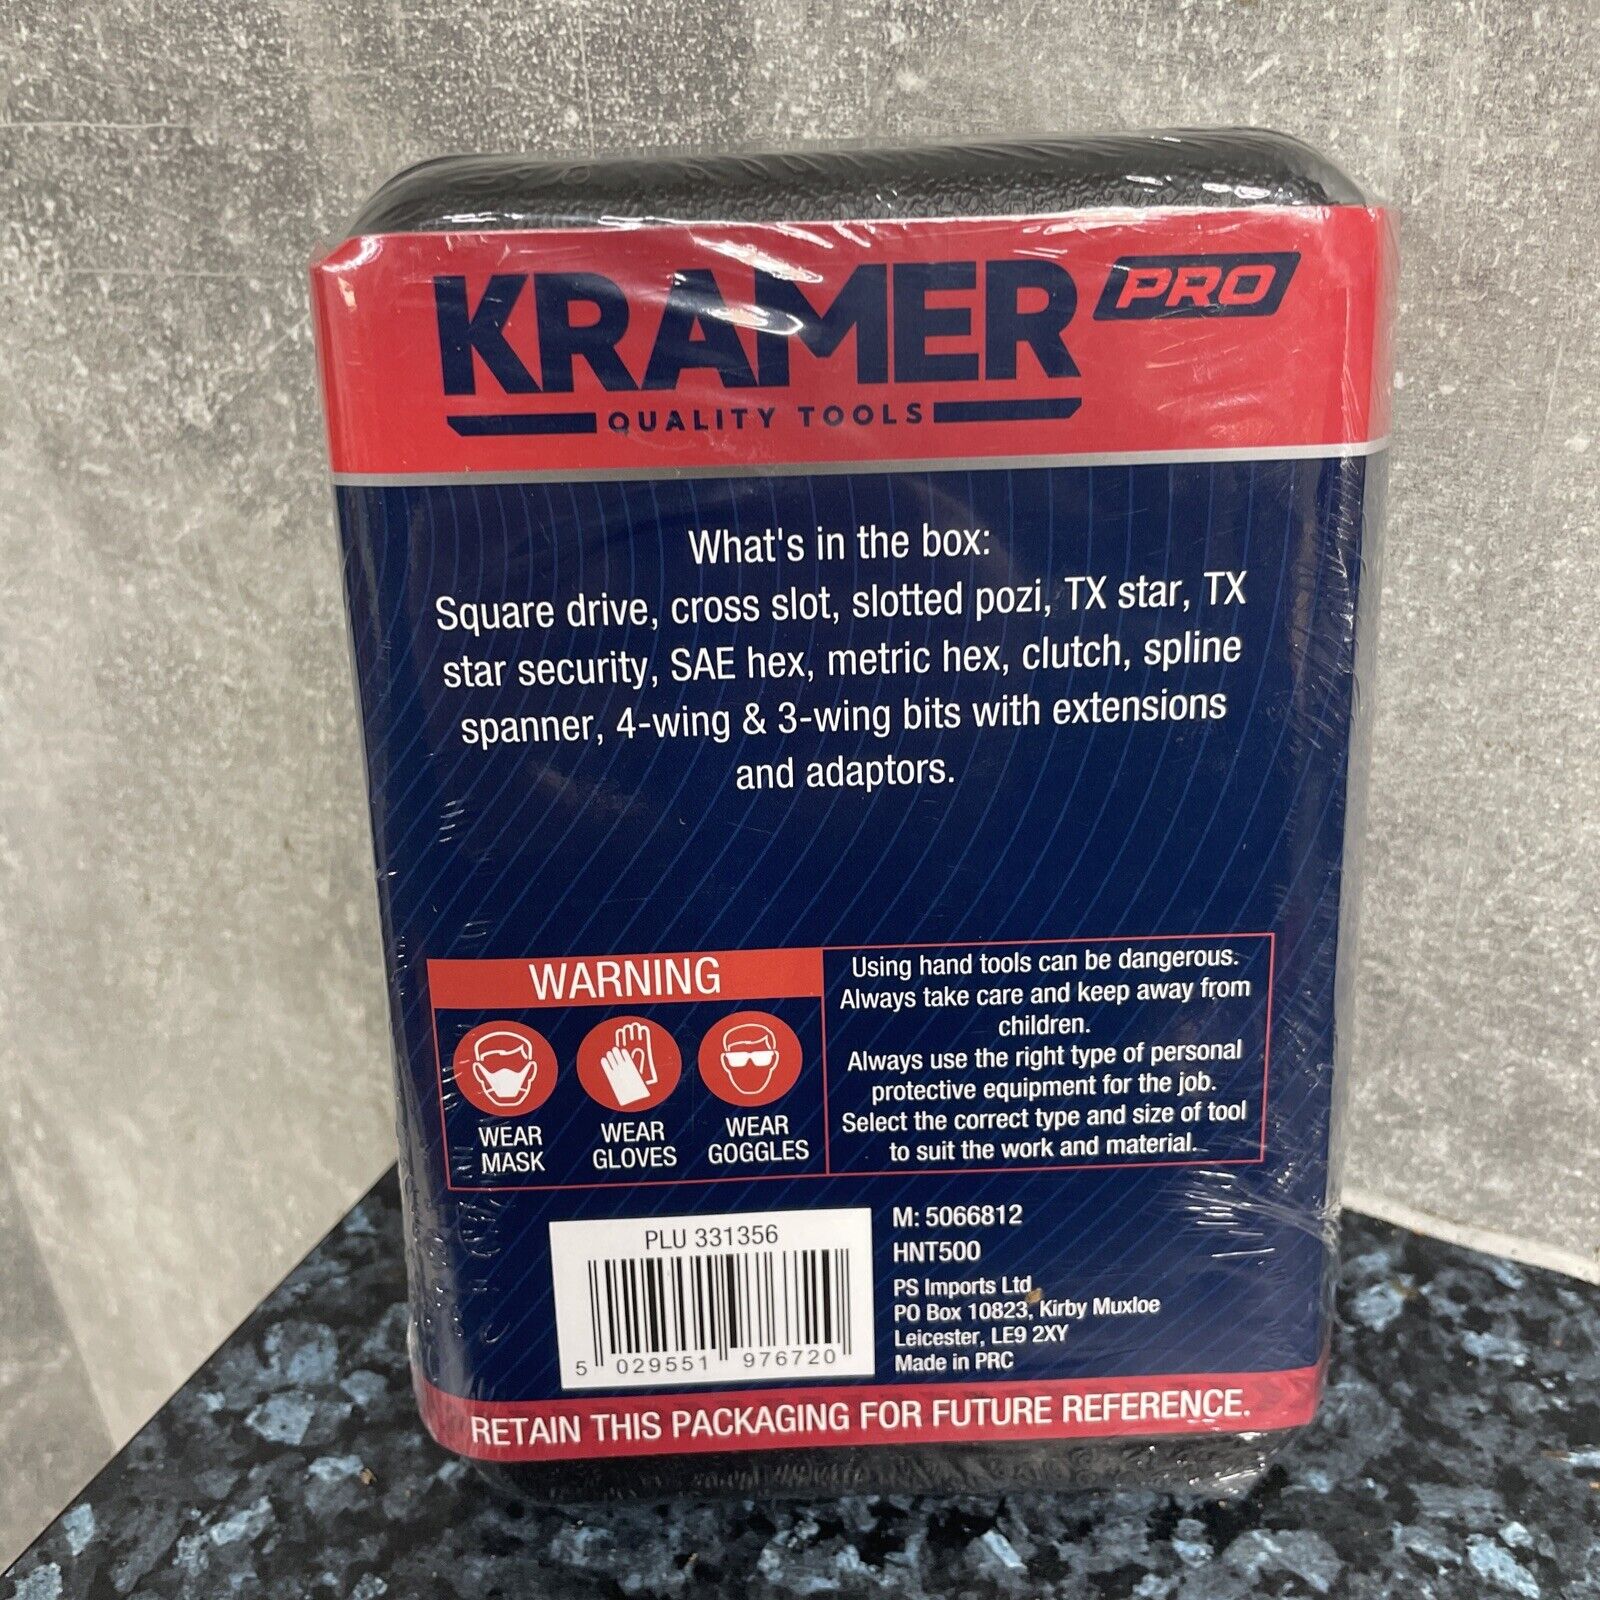 KRAMER PRO
QUALITY TOOLS
What's in the box:
Square drive, cross slot, slotted pozi, TX star, TX
star security, SAE hex, metric hex, clutch, spline
spanner, 4-wing & 3-wing bits with extensions
and adaptors.
WARNING
WEAR
MASK
WEAR
GLOVES
WEAR
GOGGLES
Using hand tools can be dangerous.
Always take care and keep away from
children.
Always use the right type of personal
protective equipment for the job.
Select the correct type and size of tool
to suit the work and material.
PLU 331356
5 029551 976720
M: 5066812
HNT500
PS Imports Ltd
PO Box 10823, Kirby Muxloe
Leicester, LE9 2XY
Made in PRC
RETAIN THIS PACKAGING FOR FUTURE REFERENCE.